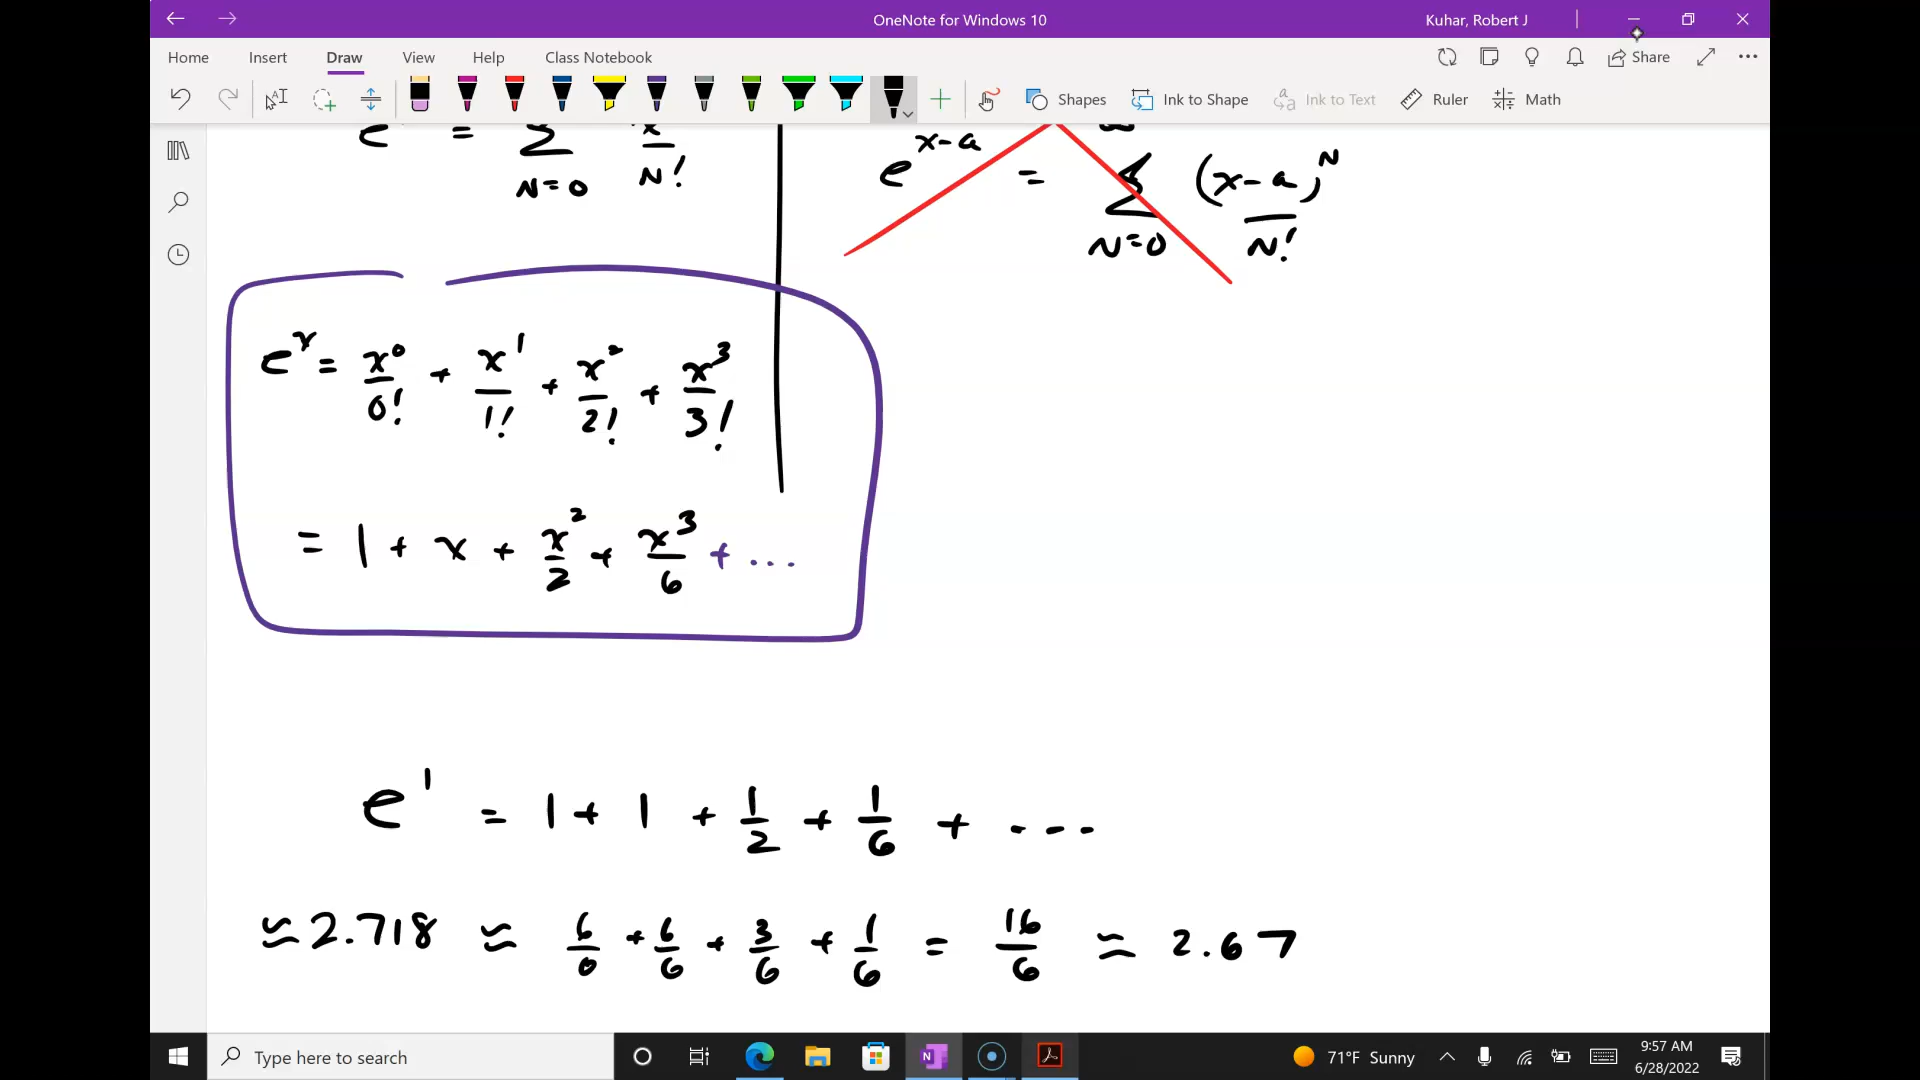 OneNote for Windows 10
Kuhar, Robert J
Home Insert Draw View Help Class Notebook
Share
Shapes Ink to Shape Ink to Text Ruler Math
e = ∑ x/N!
N=0
e^(x-a) = ∑ (x-a)^N/N!
N=0
e^x = x^0/0! + x^1/1! + x^2/2! + x^3/3!
= 1 + x + x^2/2 + x^3/6 + ...
e^1 = 1 + 1 + 1/2 + 1/6 + ...
≈ 2.718 ≈ 6/6 + 6/6 + 3/6 + 1/6 = 16/6 ≈ 2.67
Type here to search
71°F Sunny
9:57 AM
6/28/2022